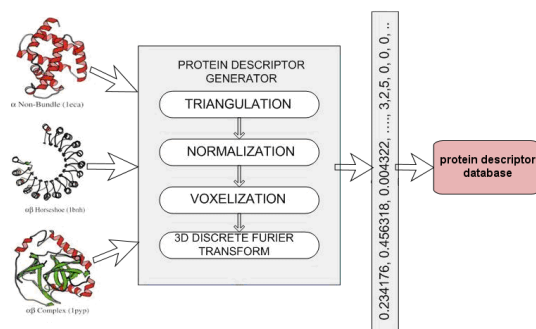 α Non-Bundle (1eca)
αβ Horseshoe (1bnh)
αβ Complex (1pyp)
PROTEIN DESCRIPTOR
GENERATOR
TRIANGULATION
NORMALIZATION
VOXELIZATION
3D DISCRETE FURIER
TRANSFORM
0.234176, 0.456318, 0.004322, ...., 3,2,5, 0, 0, 0, ..
protein descriptor
database